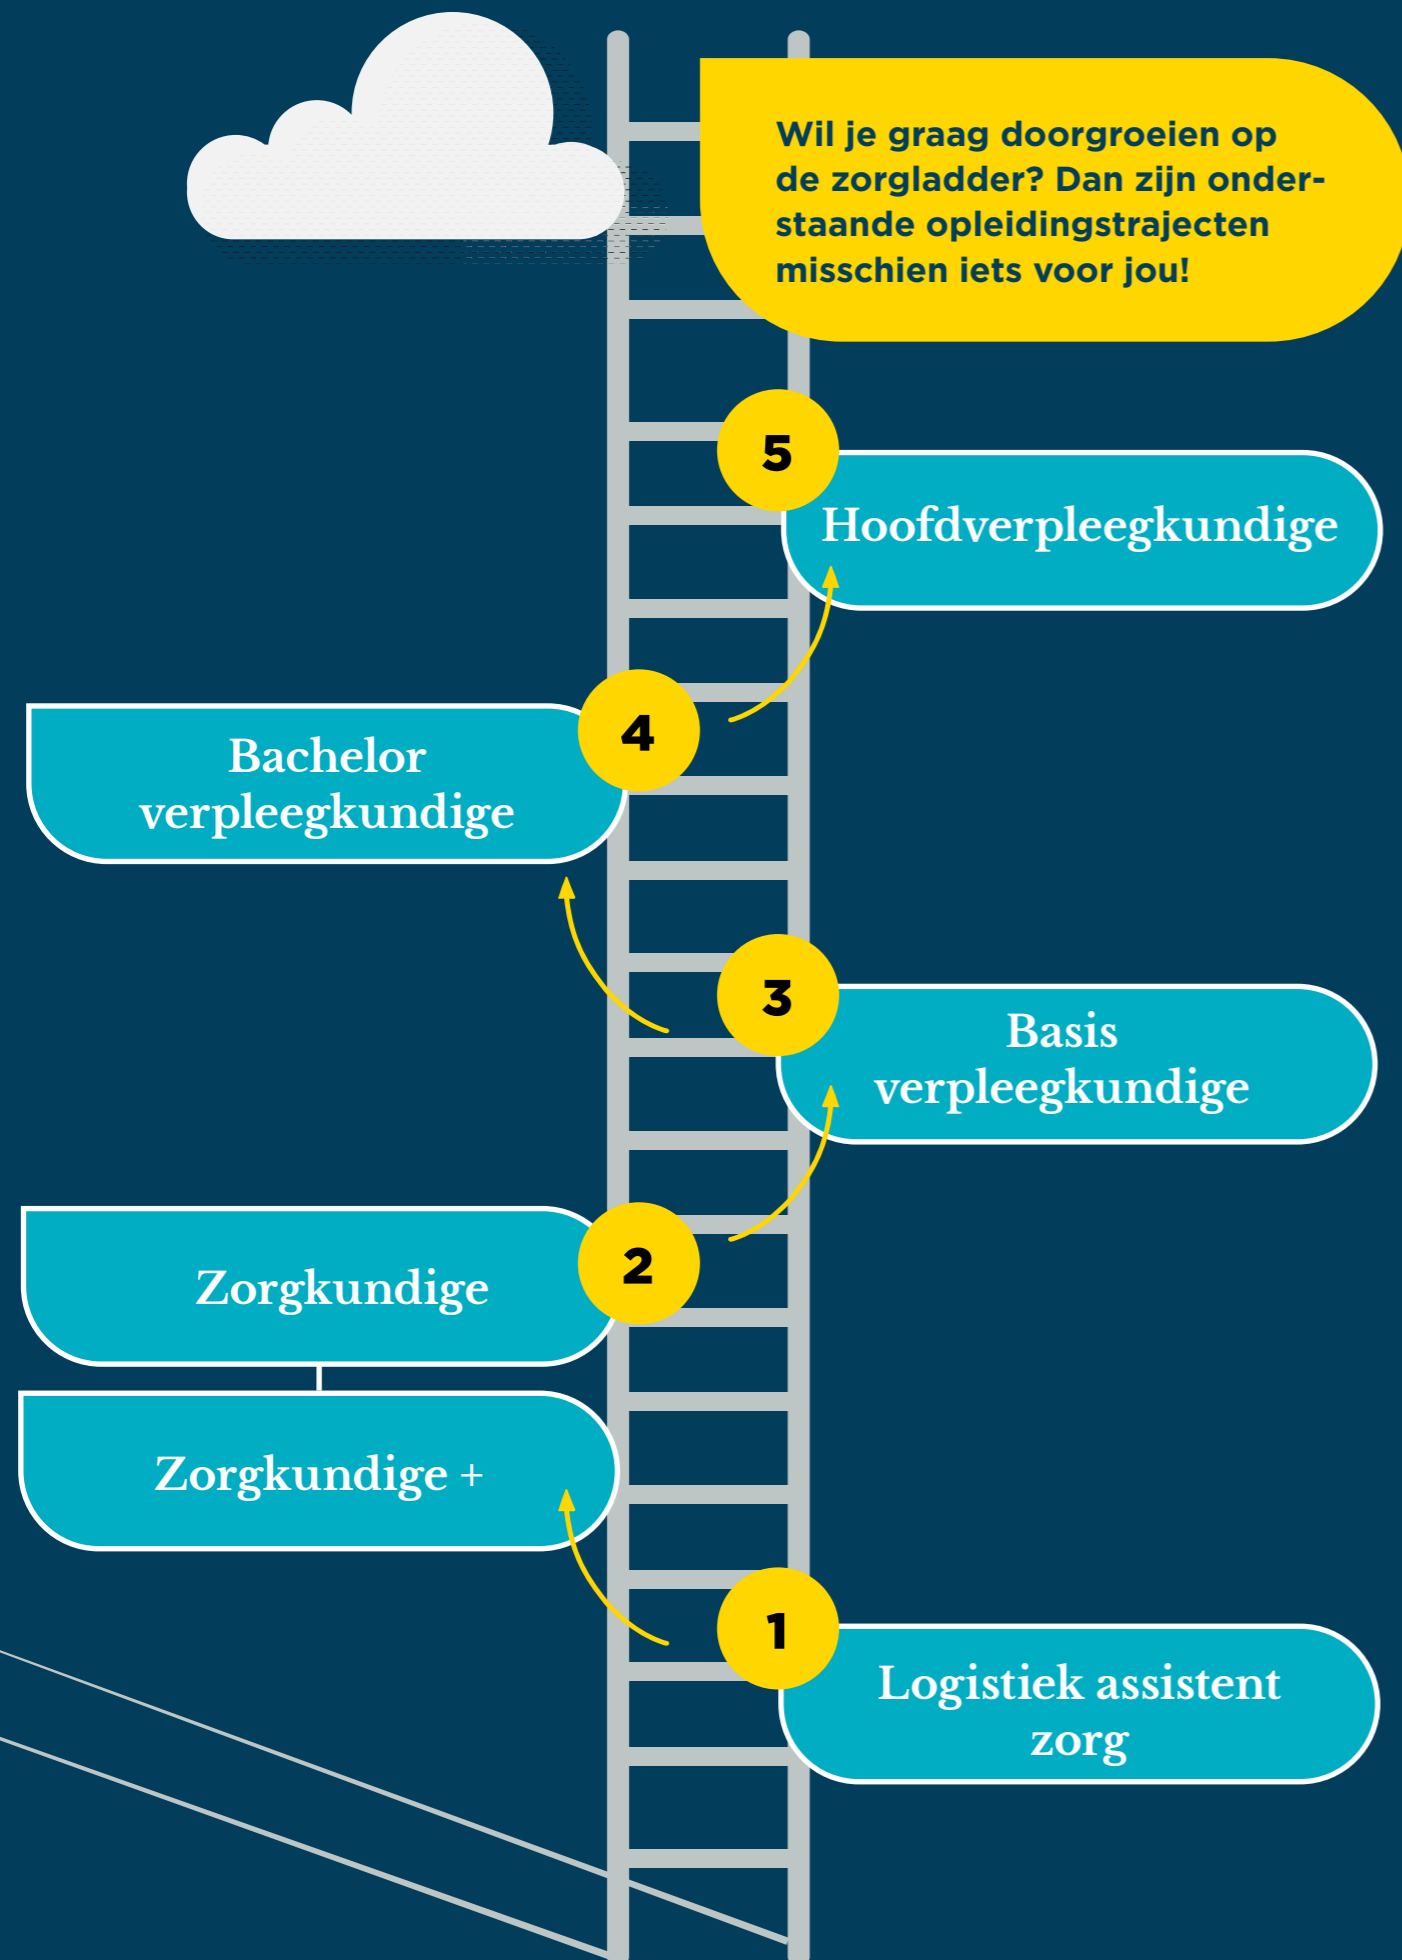 Wil je graag doorgroeien op
de zorgladder? Dan zijn onder-
staande opleidingstrajecten
misschien iets voor jou!
5
Hoofdverpleegkundige
4
Bachelor
verpleegkundige
3
Basis
verpleegkundige
2
Zorgkundige
Zorgkundige +
1
Logistiek assistent
zorg